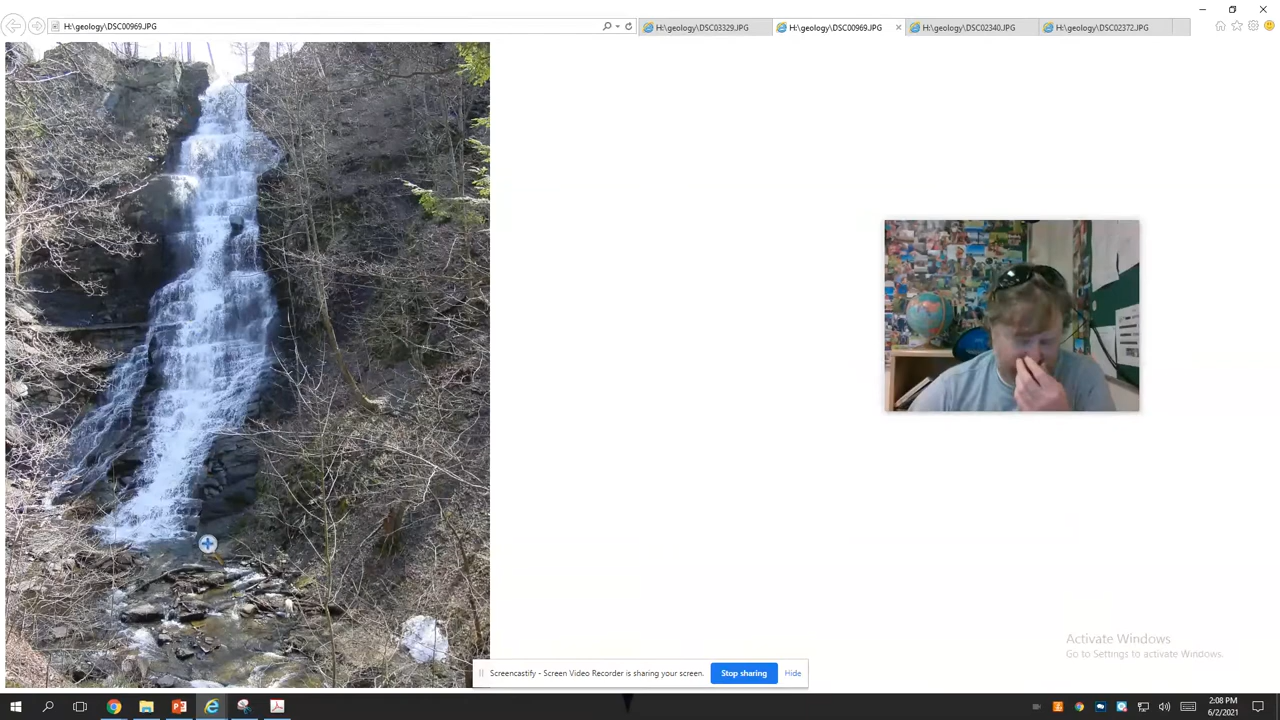 H:\geology\DSC00969.JPG
H:\geology\DSC03329.JPG
H:\geology\DSC00969.JPG
H:\geology\DSC02340.JPG
H:\geology\DSC02372.JPG
Activate Windows
Go to Settings to activate Windows.
Screencastify - Screen Video Recorder is sharing your screen.
Stop sharing
Hide
2:08 PM
6/2/2021